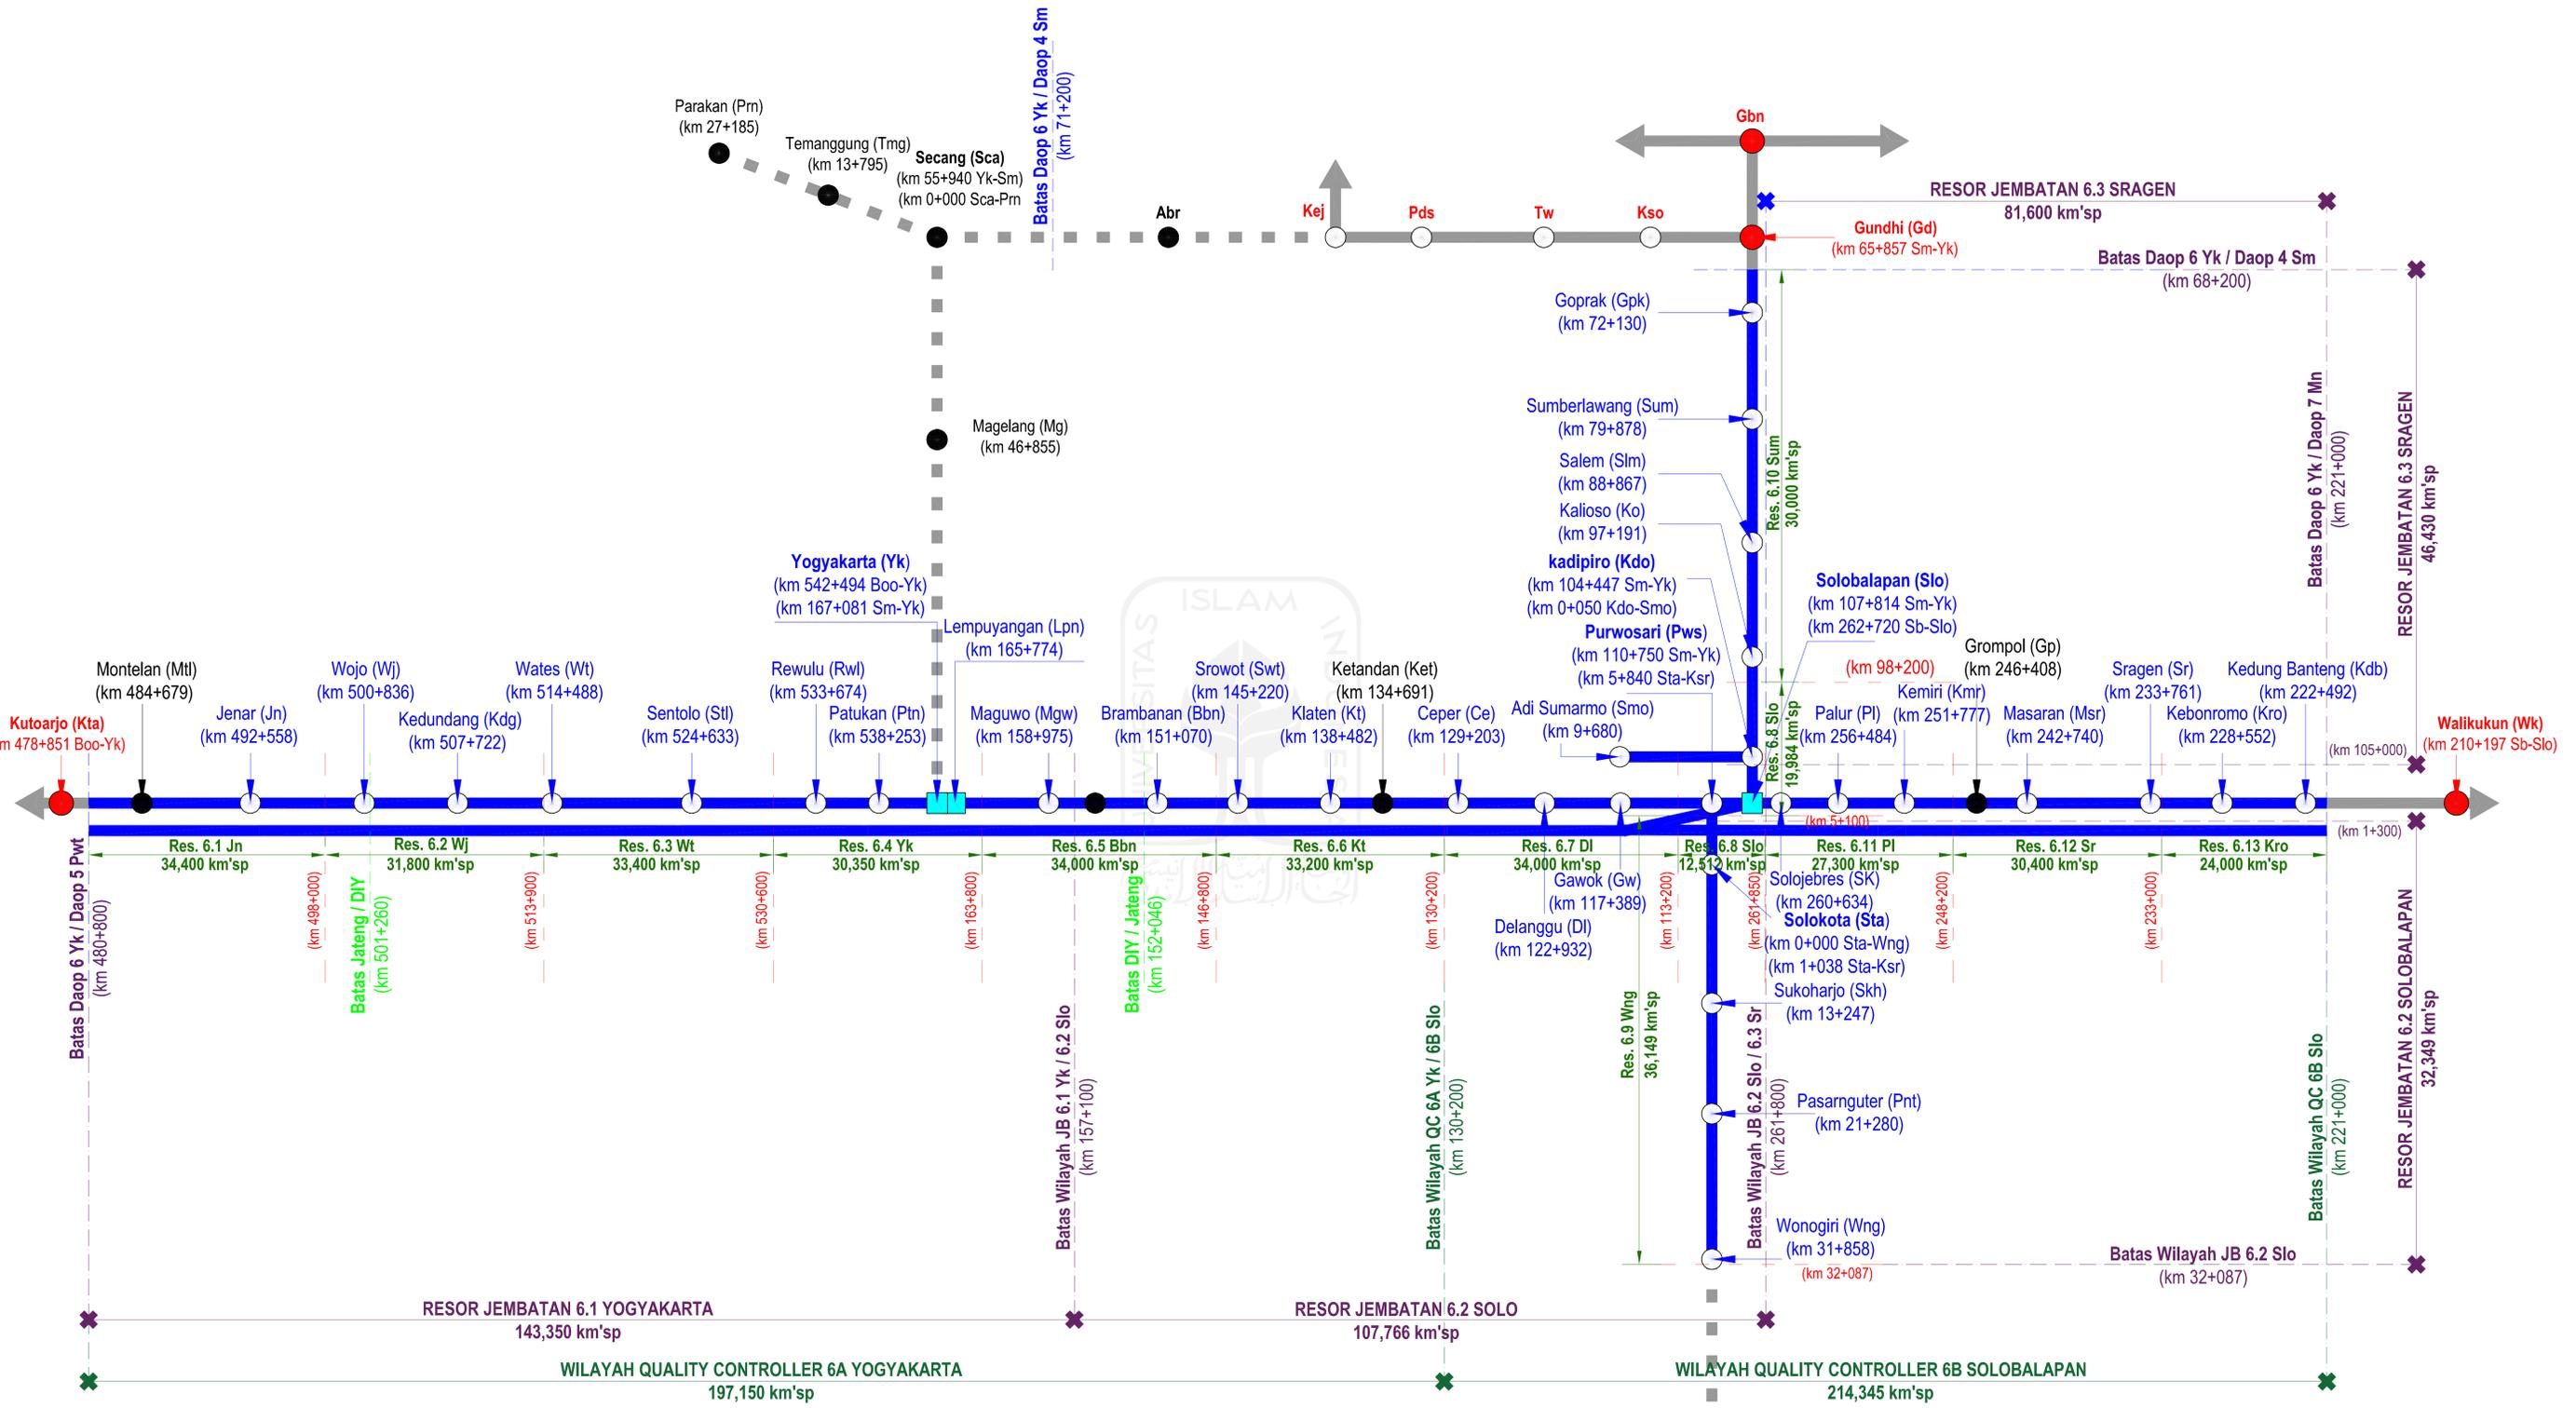 Batas Daop 6 Yk / Daop 4 Sm
(km 71+200)
Parakan (Prn)
(km 27+185)
Temanggung (Tmg)
(km 13+795)
Secang (Sca)
(km 55+940 Yk-Sm)
(km 0+000 Sca-Prn
Abr
Kej
Pds
Tw
Kso
Gbn
Gundhi (Gd)
(km 65+857 Sm-Yk)
RESOR JEMBATAN 6.3 SRAGEN
81,600 km'sp
Batas Daop 6 Yk / Daop 4 Sm
(km 68+200)
Goprak (Gpk)
(km 72+130)
Sumberlawang (Sum)
(km 79+878)
Salem (Slm)
(km 88+867)
Kalioso (Ko)
(km 97+191)
kadipiro (Kdo)
(km 104+447 Sm-Yk)
(km 0+050 Kdo-Smo)
Purwosari (Pws)
(km 110+750 Sm-Yk)
(km 5+840 Sta-Ksr)
Adi Sumarmo (Smo)
(km 9+680)
Res. 6.10 Sum
30,000 km'sp
Res. 6.8 Slo
19,984 km'sp
Batas Daop 6 Yk / Daop 7 Mn
(km 221+000)
RESOR JEMBATAN 6.3 SRAGEN
46,430 km'sp
Magelang (Mg)
(km 46+855)
Yogyakarta (Yk)
(km 542+494 Boo-Yk)
(km 167+081 Sm-Yk)
Lempuyangan (Lpn)
(km 165+774)
Solobalapan (Slo)
(km 107+814 Sm-Yk)
(km 262+720 Sb-Slo)
(km 98+200)
Kutoarjo (Kta)
m 478+851 Boo-Yk)
Montelan (Mtl)
(km 484+679)
Jenar (Jn)
(km 492+558)
Wojo (Wj)
(km 500+836)
Kedundang (Kdg)
(km 507+722)
Wates (Wt)
(km 514+488)
Sentolo (Stl)
(km 524+633)
Rewulu (Rwl)
(km 533+674)
Patukan (Ptn)
(km 538+253)
Maguwo (Mgw)
(km 158+975)
Brambanan (Bbn)
(km 151+070)
Srowot (Swt)
(km 145+220)
Klaten (Kt)
(km 138+482)
Ketandan (Ket)
(km 134+691)
Ceper (Ce)
(km 129+203)
Palur (Pl)
(km 256+484)
Kemiri (Kmr)
(km 251+777)
Grompol (Gp)
(km 246+408)
Masaran (Msr)
(km 242+740)
Sragen (Sr)
(km 233+761)
Kebonromo (Kro)
(km 228+552)
Kedung Banteng (Kdb)
(km 222+492)
Walikukun (Wk)
(km 210+197 Sb-Slo)
(km 105+000)
(km 1+300)
(km 5+100)
ISLAM
UNIVERSITAS
INDONESIA
Res. 6.1 Jn
34,400 km'sp
Res. 6.2 Wj
31,800 km'sp
Res. 6.3 Wt
33,400 km'sp
Res. 6.4 Yk
30,350 km'sp
Res. 6.5 Bbn
34,000 km'sp
Res. 6.6 Kt
33,200 km'sp
Res. 6.7 Dl
34,000 km'sp
Res. 6.8 Slo
12,512 km'sp
Res. 6.11 Pl
27,300 km'sp
Res. 6.12 Sr
30,400 km'sp
Res. 6.13 Kro
24,000 km'sp
Batas Daop 6 Yk / Daop 5 Pwt
(km 480+800)
(km 498+000)
Batas Jateng / DIY
(km 501+260)
(km 513+900)
(km 530+600)
(km 163+800)
Batas DIY / Jateng
(km 152+046)
(km 146+800)
(km 130+200)
(km 113+200)
(km 261+850)
(km 248+200)
(km 233+000)
Gawok (Gw)
(km 117+389)
Delanggu (Dl)
(km 122+932)
Solojebres (SK)
(km 260+634)
Solokota (Sta)
(km 0+000 Sta-Wng)
(km 1+038 Sta-Ksr)
Sukoharjo (Skh)
(km 13+247)
Pasarnguter (Pnt)
(km 21+280)
Wonogiri (Wng)
(km 31+858)
(km 32+087)
Res. 6.9 Wng
36,149 km'sp
Batas Wilayah JB 6.1 Yk / 6.2 Slo
(km 157+100)
Batas Wilayah QC 6A Yk / 6B Slo
(km 130+200)
Batas Wilayah JB 6.2 Slo / 6.3 Sr
(km 261+800)
Batas Wilayah QC 6B Slo
(km 221+000)
RESOR JEMBATAN 6.2 SOLOBALAPAN
32,349 km'sp
Batas Wilayah JB 6.2 Slo
(km 32+087)
RESOR JEMBATAN 6.1 YOGYAKARTA
143,350 km'sp
RESOR JEMBATAN 6.2 SOLO
107,766 km'sp
WILAYAH QUALITY CONTROLLER 6A YOGYAKARTA
197,150 km'sp
WILAYAH QUALITY CONTROLLER 6B SOLOBALAPAN
214,345 km'sp